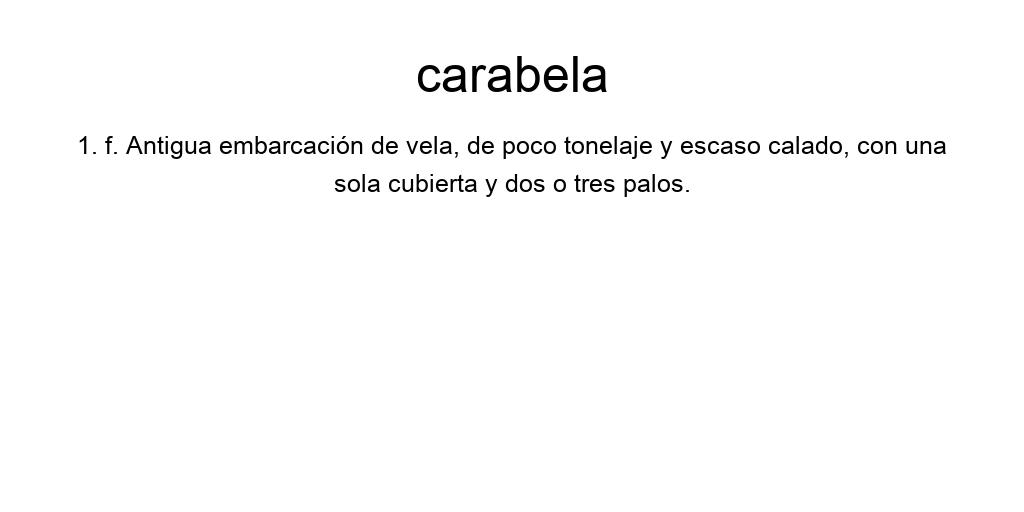 carabela
1. f. Antigua embarcación de vela, de poco tonelaje y escaso calado, con una
sola cubierta y dos o tres palos.